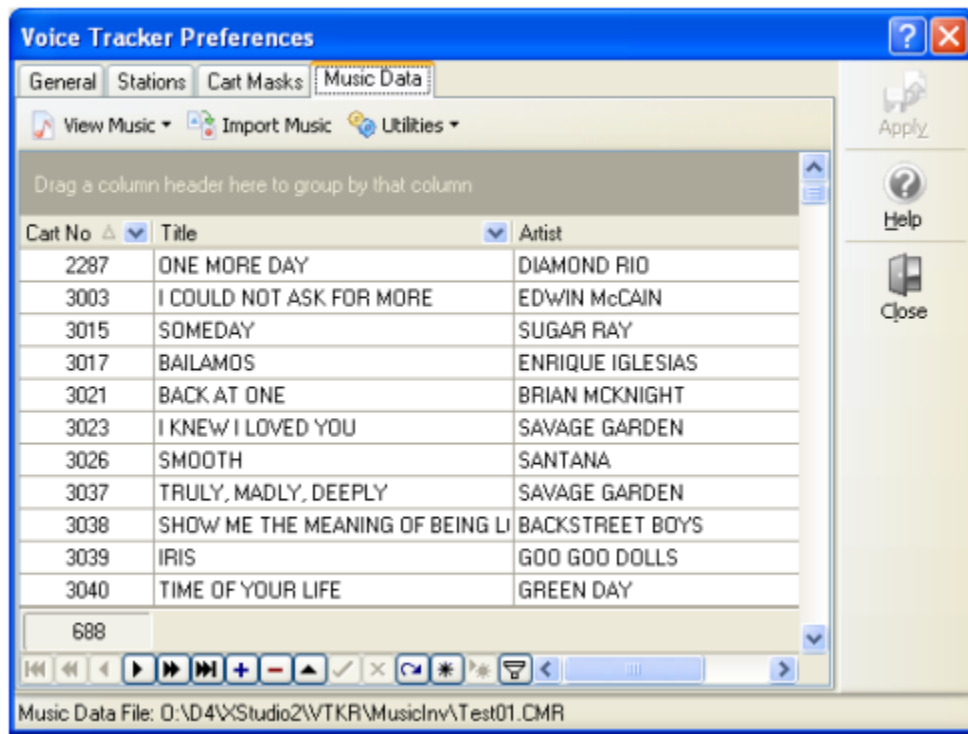 Voice Tracker Preferences
General Stations Cart Masks Music Data
View Music Import Music Utilities
Apply
Drag a column header here to group by that column
Help
Cart No Title Artist
2287 ONE MORE DAY DIAMOND RIO
3003 I COULD NOT ASK FOR MORE EDWIN McCAIN
Close
3015 SOMEDAY SUGAR RAY
3017 BAILAMOS ENRIQUE IGLESIAS
3021 BACK AT ONE BRIAN MCKNIGHT
3023 I KNEW I LOVED YOU SAVAGE GARDEN
3026 SMOOTH SANTANA
3037 TRULY, MADLY, DEEPLY SAVAGE GARDEN
3038 SHOW ME THE MEANING OF BEING L BACKSTREET BOYS
3039 IRIS GOO GOO DOLLS
3040 TIME OF YOUR LIFE GREEN DAY
688
Music Data File: O:\D4\XStudio2\VTKR\MusicInv\Test01.CMR